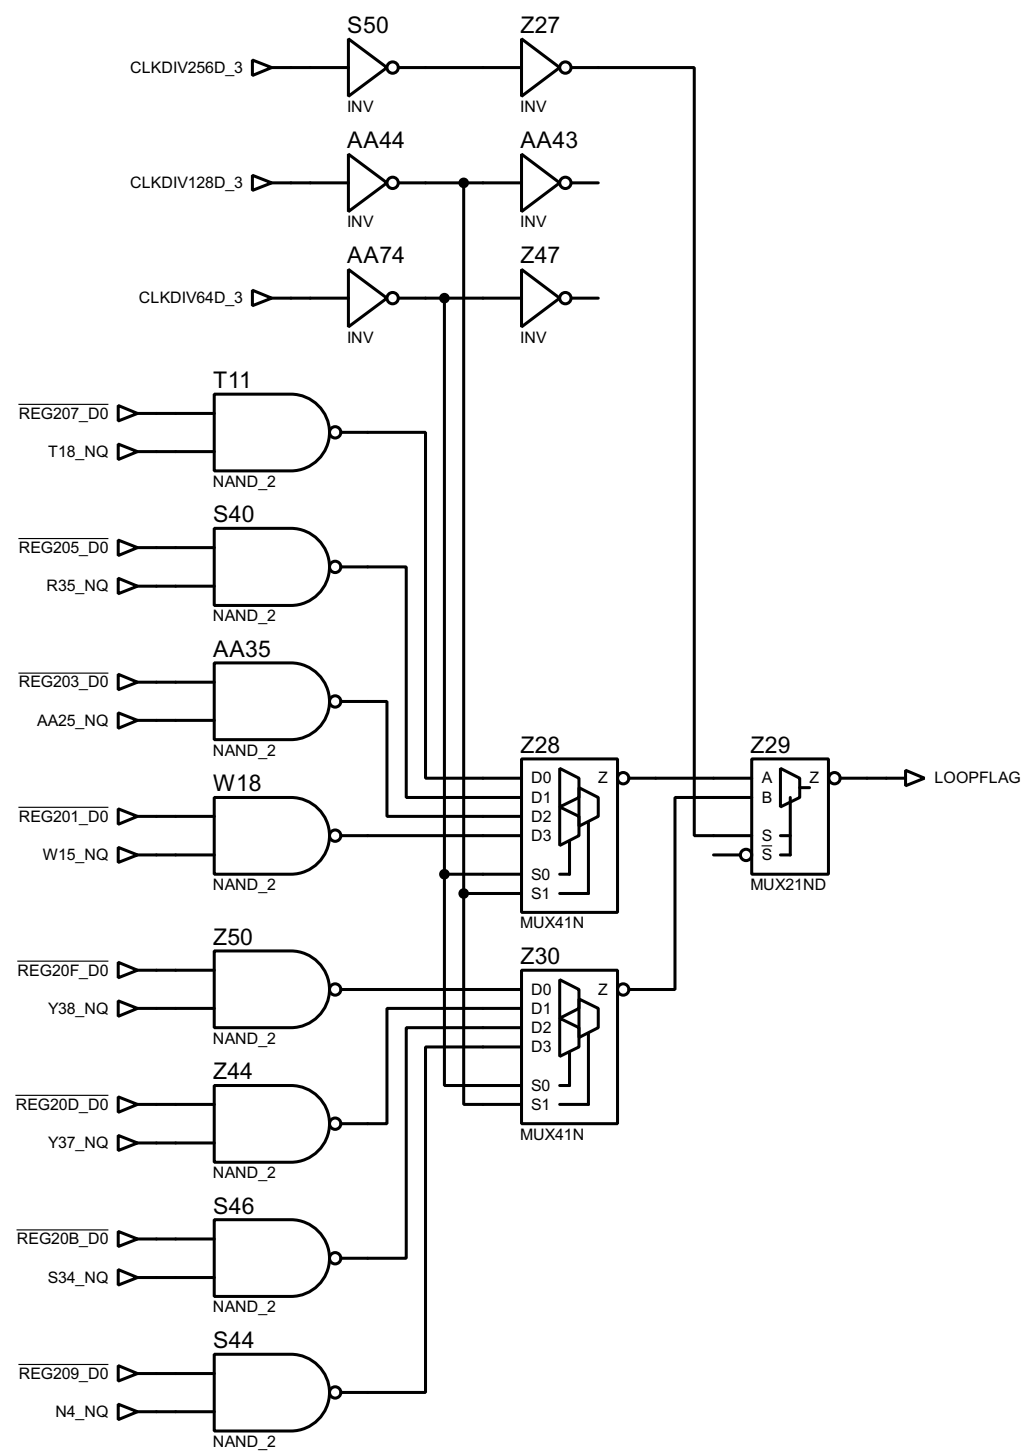 S50
Z27
CLKDIV256D_3
INV
INV
AA44
AA43
CLKDIV128D_3
INV
INV
AA74
Z47
CLKDIV64D_3
INV
INV
T11
REG207_D0
T18_NQ
NAND_2
S40
REG205_D0
R35_NQ
NAND_2
AA35
REG203_D0
AA25_NQ
NAND_2
W18
REG201_D0
W15_NQ
NAND_2
Z28
D0
D1
D2
D3
S0
S1
Z
MUX41N
Z29
A
B
S
S
Z
MUX21ND
LOOPFLAG
Z50
REG20F_D0
Y38_NQ
NAND_2
Z30
D0
D1
D2
D3
S0
S1
Z
MUX41N
Z44
REG20D_D0
Y37_NQ
NAND_2
S46
REG20B_D0
S34_NQ
NAND_2
S44
REG209_D0
N4_NQ
NAND_2